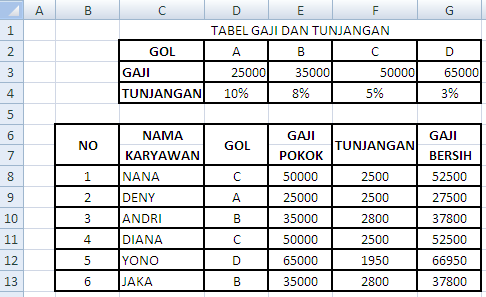 A B C D E F G
1 TABEL GAJI DAN TUNJANGAN
2 GOL A B C D
3 GAJI 25000 35000 50000 65000
4 TUNJANGAN 10% 8% 5% 3%
5
6 NO NAMA GOL GAJI TUNJANGAN GAJI
7 KARYAWAN POKOK BERSIH
8 1 NANA C 50000 2500 52500
9 2 DENY A 25000 2500 27500
10 3 ANDRI B 35000 2800 37800
11 4 DIANA C 50000 2500 52500
12 5 YONO D 65000 1950 66950
13 6 JAKA B 35000 2800 37800